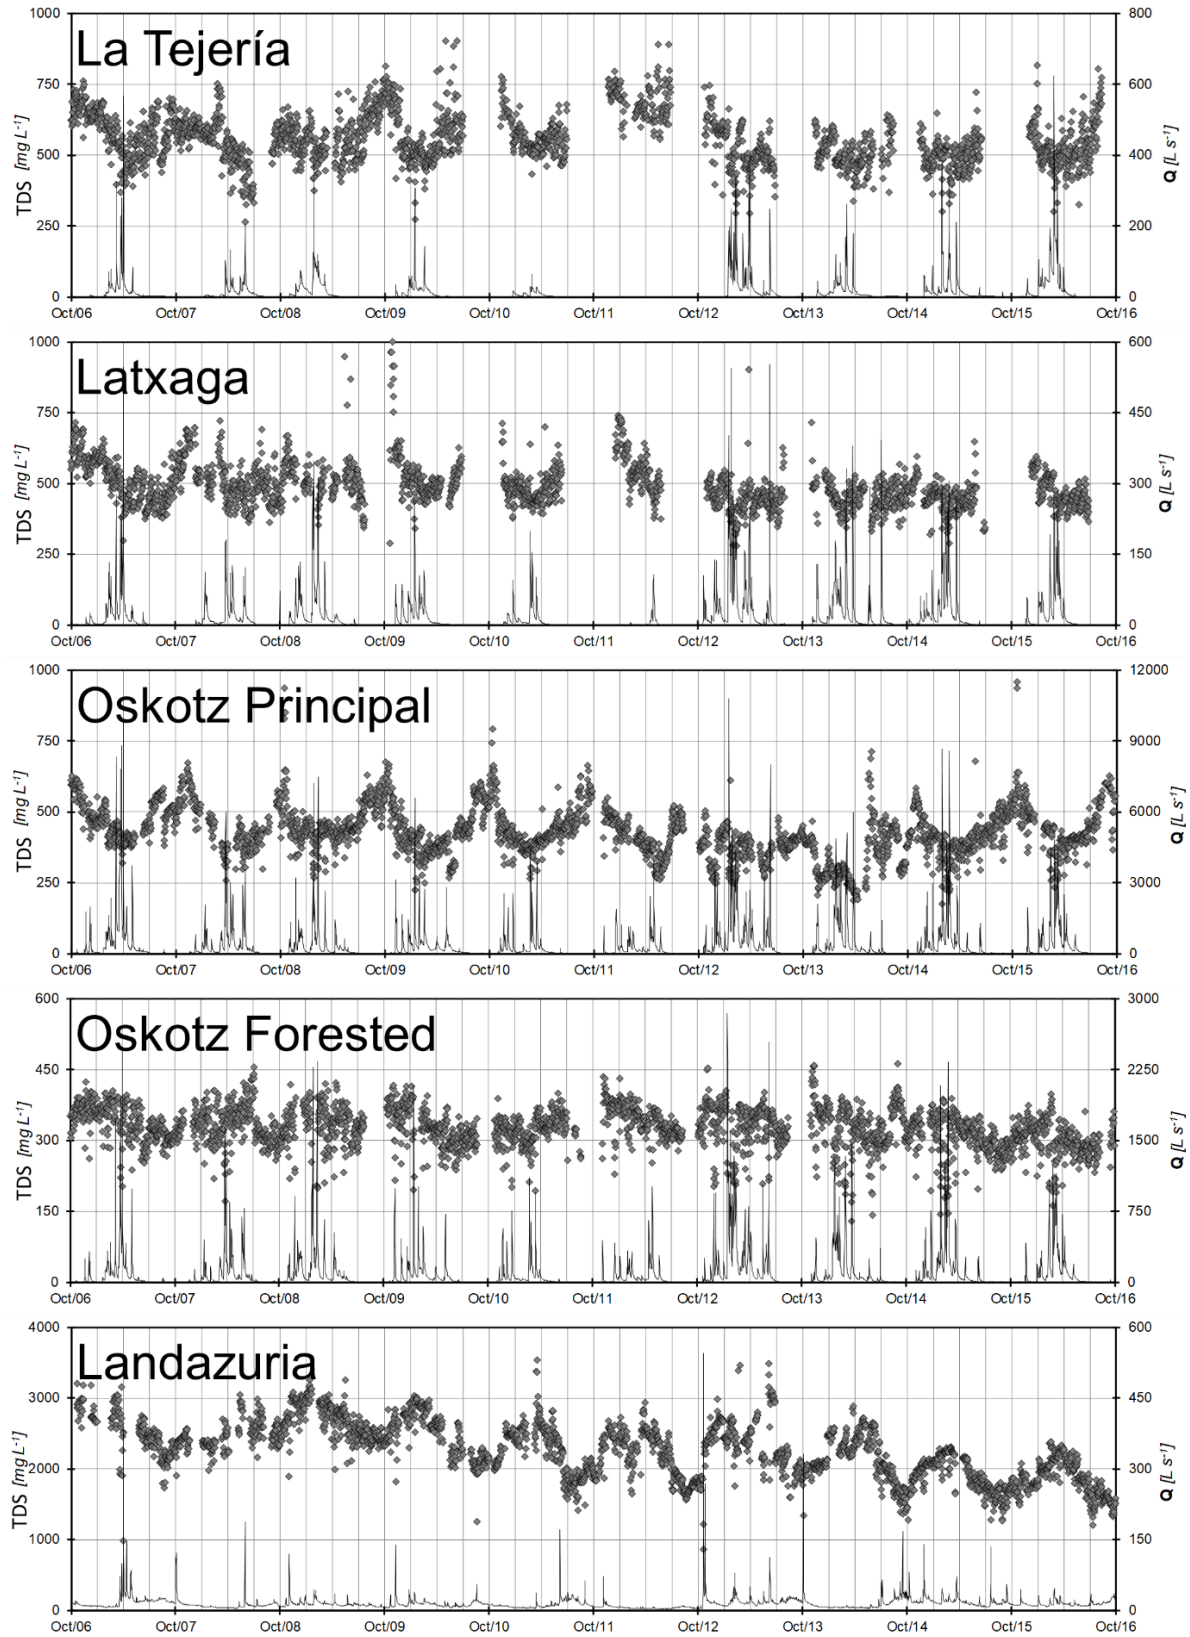 1000
800
La Tejería
750
600
500
400
250
200
0
0
TDS [mg L-1]
Q [L s-1]
Oct/06 Oct/07 Oct/08 Oct/09 Oct/10 Oct/11 Oct/12 Oct/13 Oct/14 Oct/15 Oct/16
1000
600
Latxaga
750
450
500
300
250
150
0
0
TDS [mg L-1]
Q [L s-1]
Oct/06 Oct/07 Oct/08 Oct/09 Oct/10 Oct/11 Oct/12 Oct/13 Oct/14 Oct/15 Oct/16
1000
12000
Oskotz Principal
750
9000
500
6000
250
3000
0
0
TDS [mg L-1]
Q [L s-1]
Oct/06 Oct/07 Oct/08 Oct/09 Oct/10 Oct/11 Oct/12 Oct/13 Oct/14 Oct/15 Oct/16
600
3000
Oskotz Forested
450
2250
300
1500
150
750
0
0
TDS [mg L-1]
Q [L s-1]
Oct/06 Oct/07 Oct/08 Oct/09 Oct/10 Oct/11 Oct/12 Oct/13 Oct/14 Oct/15 Oct/16
4000
600
Landazuria
3000
450
2000
300
1000
150
0
0
TDS [mg L-1]
Q [L s-1]
Oct/06 Oct/07 Oct/08 Oct/09 Oct/10 Oct/11 Oct/12 Oct/13 Oct/14 Oct/15 Oct/16